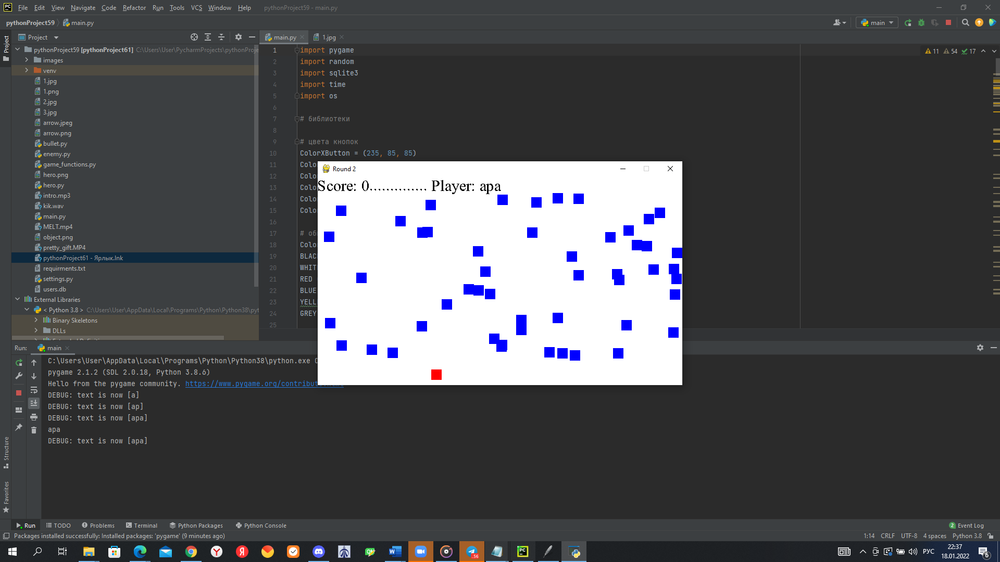 File Edit View Navigate Code Refactor Run Tools VCS Window Help pythonProject59 - main.py
pythonProject59 main.py
main
Project
main.py 1.jpg
Project
pythonProject59 [pythonProject61] C:\Users\User\PycharmProjects\pythonProje
images
venv
1.jpg
1.png
2.jpg
3.jpg
arrow.jpeg
arrow.png
bullet.py
enemy.py
game_functions.py
hero.png
hero.py
intro.mp3
kik.wav
main.py
MELT.mp4
object.png
pretty_gift.MP4
pythonProject61 - Ярлык.lnk
requirments.txt
settings.py
users.db
External Libraries
< Python 3.8 > C:\Users\User\AppData\Local\Programs\Python\Python38\pyt
Binary Skeletons
DLLs
11 54 17
1 import pygame
2 import random
3 import sqlite3
4 import time
5 import os
6
7 # библиотеки
8
9 # цвета кнопок
10 ColorXButton = (235, 85, 85)
11 Colo
12 Colo
13 Colo
14 Colo
15 Colo
16
17 # об
18 Colo
19 BLAC
20 WHIT
21 RED
22 BLUE
23 YELL
24 GREY
25
Round 2
Score: 0.............. Player: apa
Run: main
C:\Users\User\AppData\Local\Programs\Python\Python38\python.exe C
pygame 2.1.2 (SDL 2.0.18, Python 3.8.6)
Hello from the pygame community. https://www.pygame.org/contribute.html
DEBUG: text is now [a]
DEBUG: text is now [ap]
DEBUG: text is now [apa]
apa
DEBUG: text is now [apa]
Structure
Favorites
Run TODO Problems Terminal Python Packages Python Console
2 Event Log
Packages installed successfully: Installed packages: 'pygame' (9 minutes ago)
1:14 CRLF UTF-8 4 spaces Python 3.8
РУС
22:37
18.01.2022
6